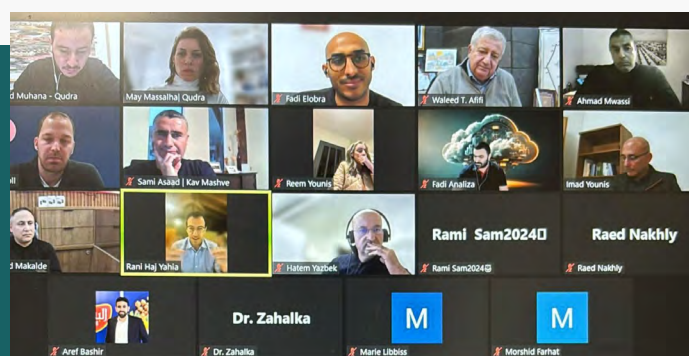 d Muhana - Qudra
May Massalha| Qudra
Fadi Elobra
Waleed T. Afifi
Ahmad Mwassi
oll
Sami Asaad | Kav Mashve
Reem Younis
Fadi Analiza
Imad Younis
d Makalde
Rani Haj Yahia
Hatem Yazbek
Rami Sam2024
Rami Sam2024
Raed Nakhly
Raed Nakhly
Aref Bashir
Dr. Zahalka
Dr. Zahalka
M
Marie Libbiss
M
Morshid Farhat